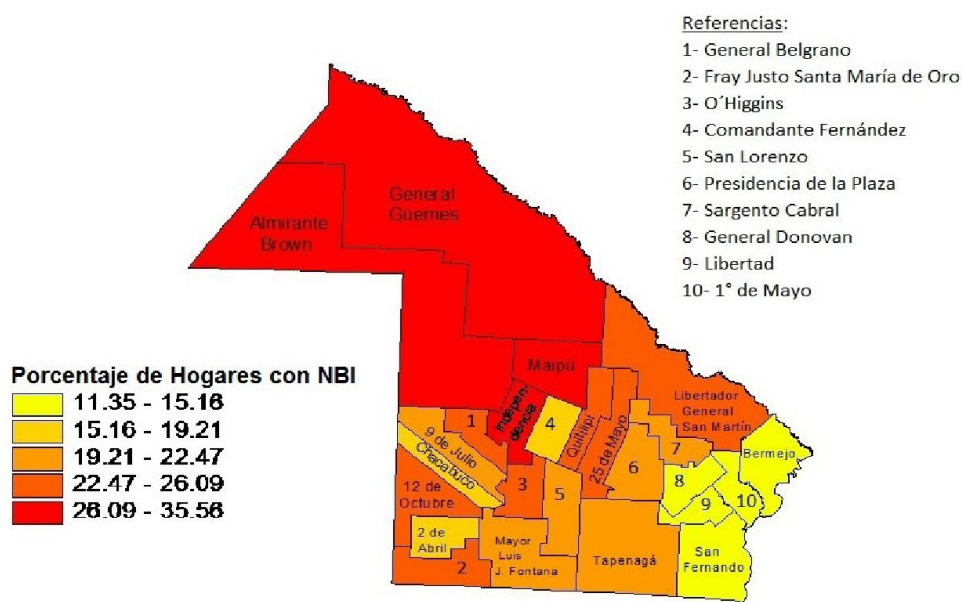 Referencias:
1- General Belgrano
2- Fray Justo Santa María de Oro
3- O´Higgins
4- Comandante Fernández
5- San Lorenzo
6- Presidencia de la Plaza
7- Sargento Cabral
8- General Donovan
9- Libertad
10- 1° de Mayo
General
Güemes
Almirante
Brown
Maipú
Indepen-
dencia
Libertador
General
San Martín
Porcentaje de Hogares con NBI
11.35 - 15.16
15.16 - 19.21
19.21 - 22.47
22.47 - 26.09
26.09 - 35.56
1
4
Quitilipi
25 de Mayo
9 de Julio
Chacabuco
7
Bermejo
6
8
3
5
12 de
Octubre
9
10
2 de
Abril
2
Mayor
Luis
J. Fontana
Tapenagá
San
Fernando